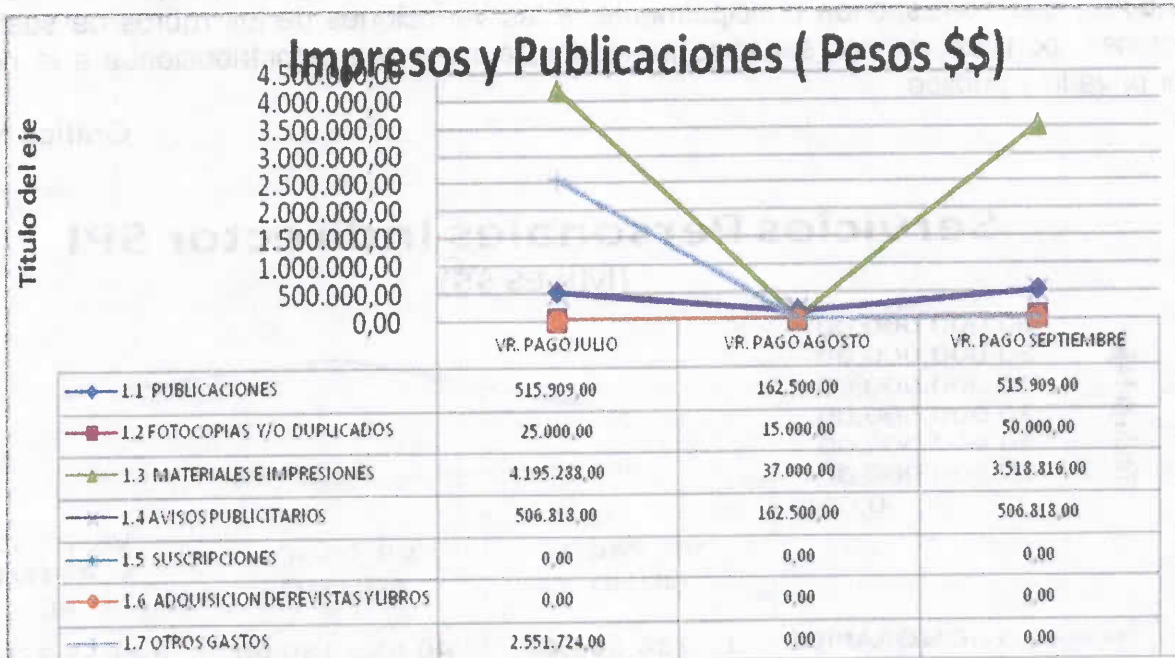 Impresos y Publicaciones ( Pesos $$)
Título del eje
4.500.000,00
4.000.000,00
3.500.000,00
3.000.000,00
2.500.000,00
2.000.000,00
1.500.000,00
1.000.000,00
500.000,00
0,00
VR. PAGO JULIO VR. PAGO AGOSTO VR. PAGO SEPTIEMBRE
1.1 PUBLICACIONES 515.909,00 162.500,00 515.909,00
1.2 FOTOCOPIAS Y/O DUPLICADOS 25.000,00 15.000,00 50.000,00
1.3 MATERIALES E IMPRESIONES 4.195.288,00 37.000,00 3.518.816,00
1.4 AVISOS PUBLICITARIOS 506.818,00 162.500,00 506.818,00
1.5 SUSCRIPCIONES 0,00 0,00 0,00
1.6 ADQUISICION DE REVISTAS Y LIBROS 0,00 0,00 0,00
1.7 OTROS GASTOS 2.551.724,00 0,00 0,00